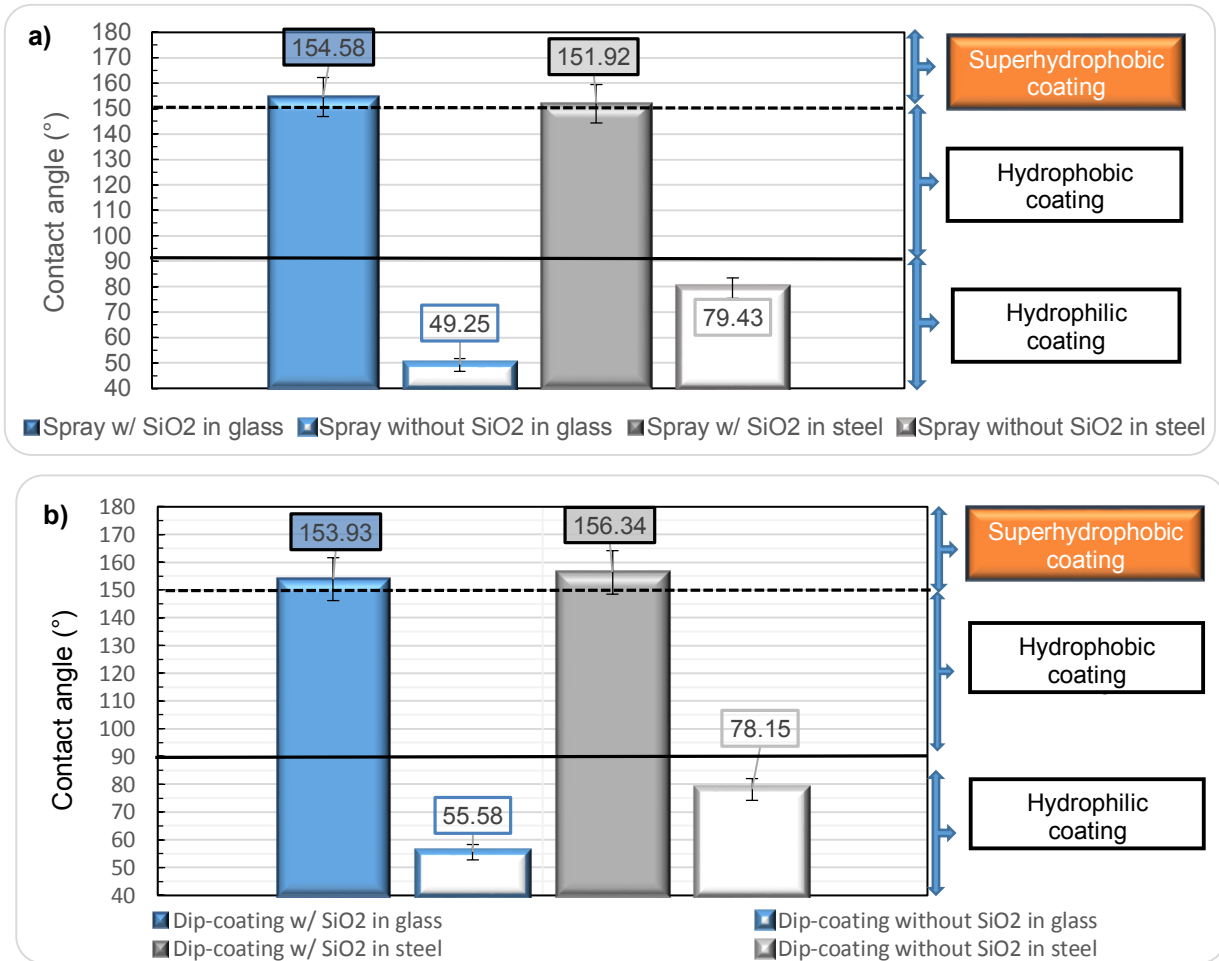 a)
180
170
160
150
140
130
120
110
100
90
80
70
60
50
40
Contact angle (°)
154.58
49.25
151.92
79.43
Superhydrophobic
coating
Hydrophobic
coating
Hydrophilic
coating
Spray w/ SiO2 in glass Spray without SiO2 in glass Spray w/ SiO2 in steel Spray without SiO2 in steel
b)
180
170
160
150
140
130
120
110
100
90
80
70
60
50
40
Contact angle (°)
153.93
55.58
156.34
78.15
Superhydrophobic
coating
Hydrophobic
coating
Hydrophilic
coating
Dip-coating w/ SiO2 in glass Dip-coating without SiO2 in glass
Dip-coating w/ SiO2 in steel Dip-coating without SiO2 in steel